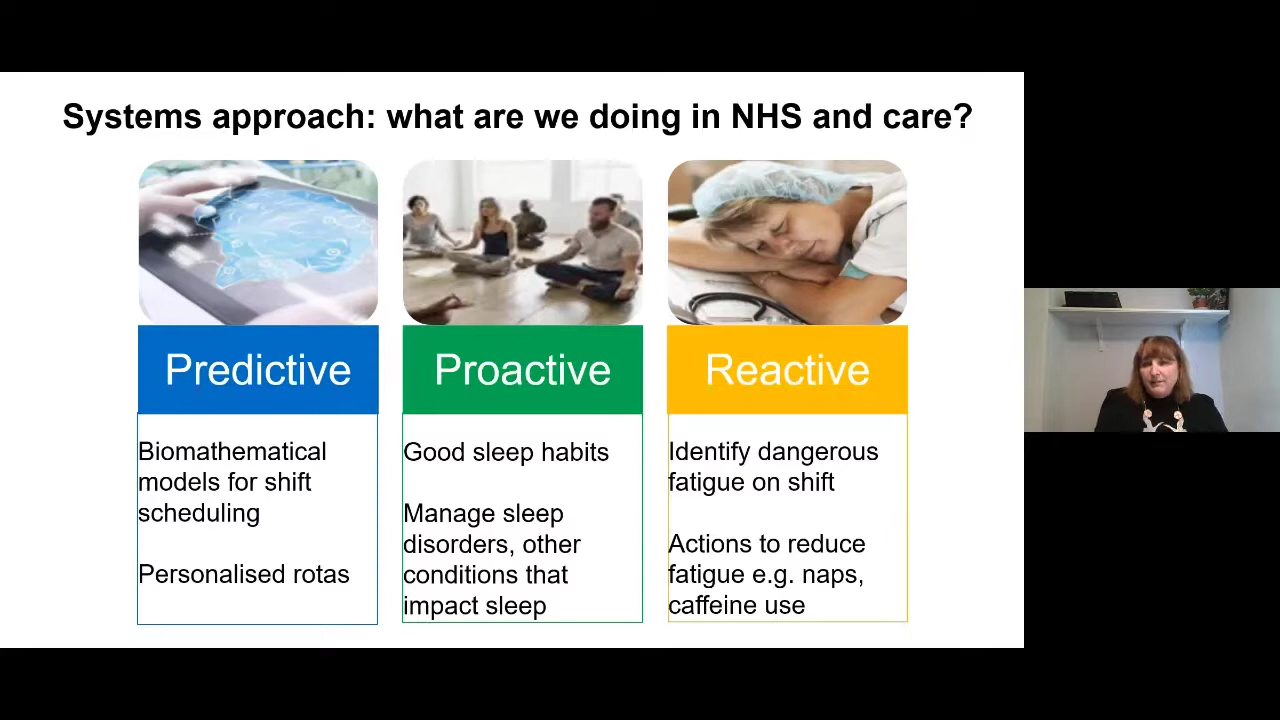 Systems approach: what are we doing in NHS and care?
Predictive
Proactive
Reactive
Biomathematical
models for shift
scheduling
Personalised rotas
Good sleep habits
Manage sleep
disorders, other
conditions that
impact sleep
Identify dangerous
fatigue on shift
Actions to reduce
fatigue e.g. naps,
caffeine use